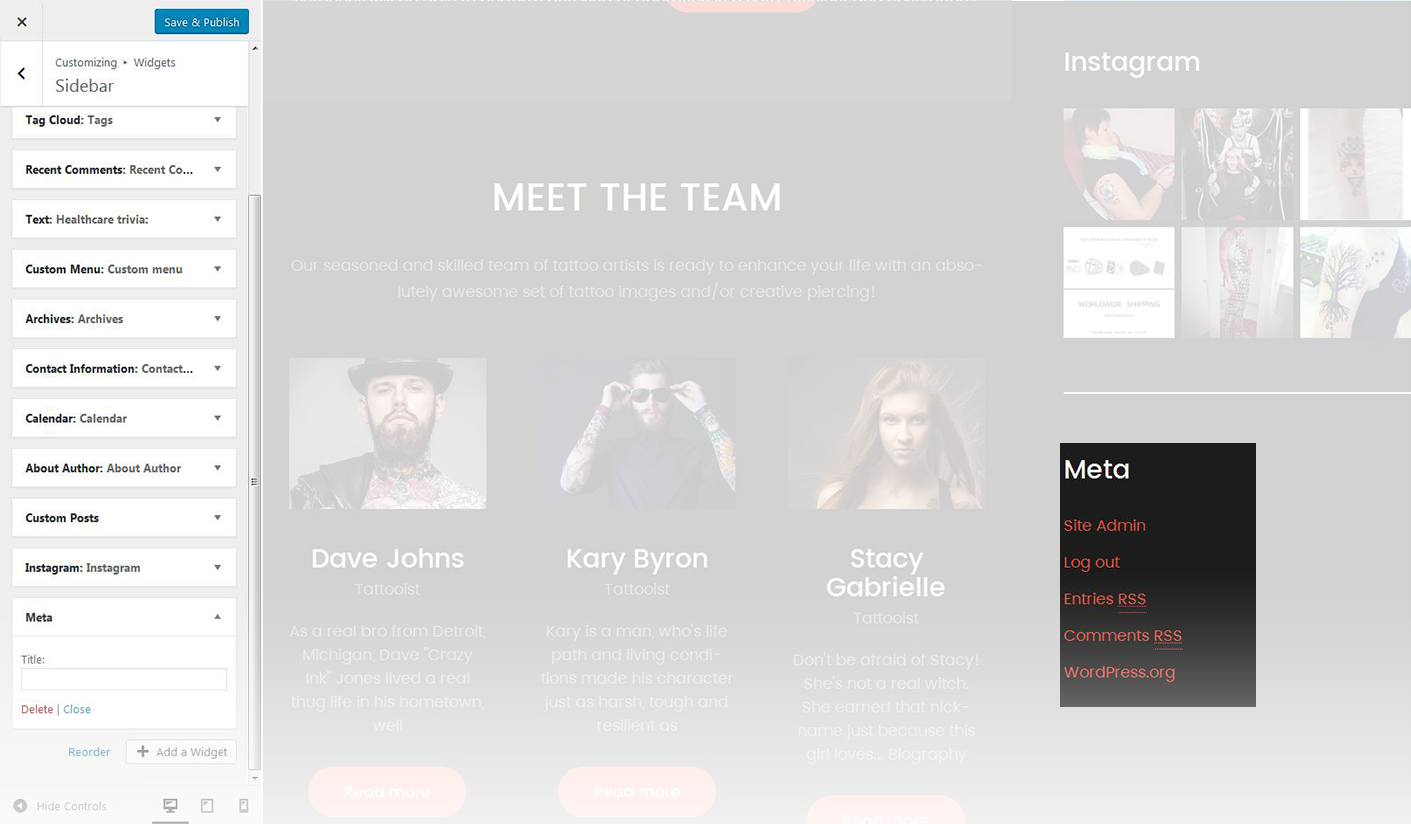 Save & Publish
Customizing ▸ Widgets
Sidebar
Tag Cloud: Tags
Recent Comments: Recent Co...
Text: Healthcare trivia:
Custom Menu: Custom menu
Archives: Archives
Contact Information: Contact...
Calendar: Calendar
About Author: About Author
Custom Posts
Instagram: Instagram
Meta
Title:
Delete | Close
Reorder
Add a Widget
Hide Controls
MEET THE TEAM
Our seasoned and skilled team of tattoo artists is ready to enhance your life with an abso-
lutely awesome set of tattoo images and/or creative piercing!
Dave Johns
Tattooist
As a real bro from Detroit,
Michigan, Dave "Crazy
Ink" Jones lived a real
thug life in his hometown,
well
Read more
Kary Byron
Tattooist
Kary is a man, who's life
path and living condi-
tions made his character
just as harsh, tough and
resilient as
Read more
Stacy
Gabrielle
Tattooist
Don't be afraid of Stacy!
She's not a real witch.
She earned that nick-
name just because this
girl loves... Biography
Read more
Instagram
WORLDWIDE SHIPPING
Meta
Site Admin
Log out
Entries RSS
Comments RSS
WordPress.org